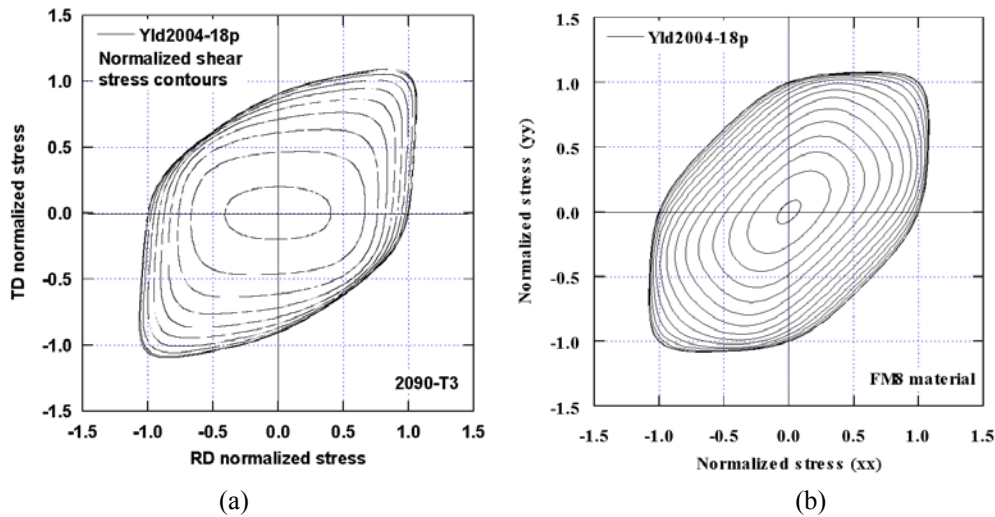 1.5
Yld2004-18p
Normalized shear
stress contours
1.0
0.5
0.0
-0.5
-1.0
-1.5
TD normalized stress
2090-T3
-1.5 -1.0 -0.5 0.0 0.5 1.0 1.5
RD normalized stress
(a)
1.5
Yld2004-18p
1.0
0.5
0.0
-0.5
-1.0
-1.5
Normalized stress (yy)
FM8 material
-1.5 -1.0 -0.5 0.0 0.5 1.0 1.5
Normalized stress (xx)
(b)